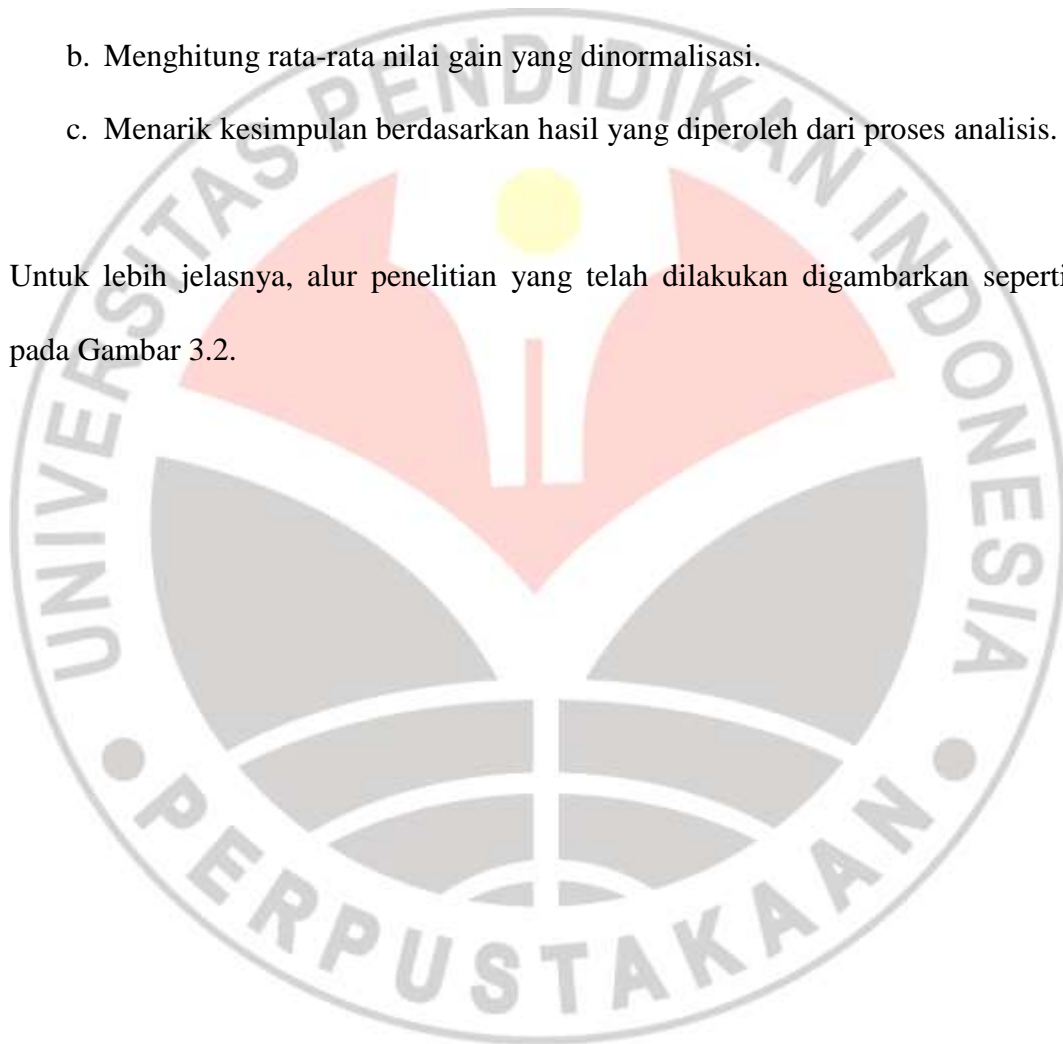 b. Menghitung rata-rata nilai gain yang dinormalisasi.
c. Menarik kesimpulan berdasarkan hasil yang diperoleh dari proses analisis.
Untuk lebih jelasnya, alur penelitian yang telah dilakukan digambarkan seperti
pada Gambar 3.2.
UNIVERSITAS PENDIDIKAN INDONESIA
PERPUSTAKAAN